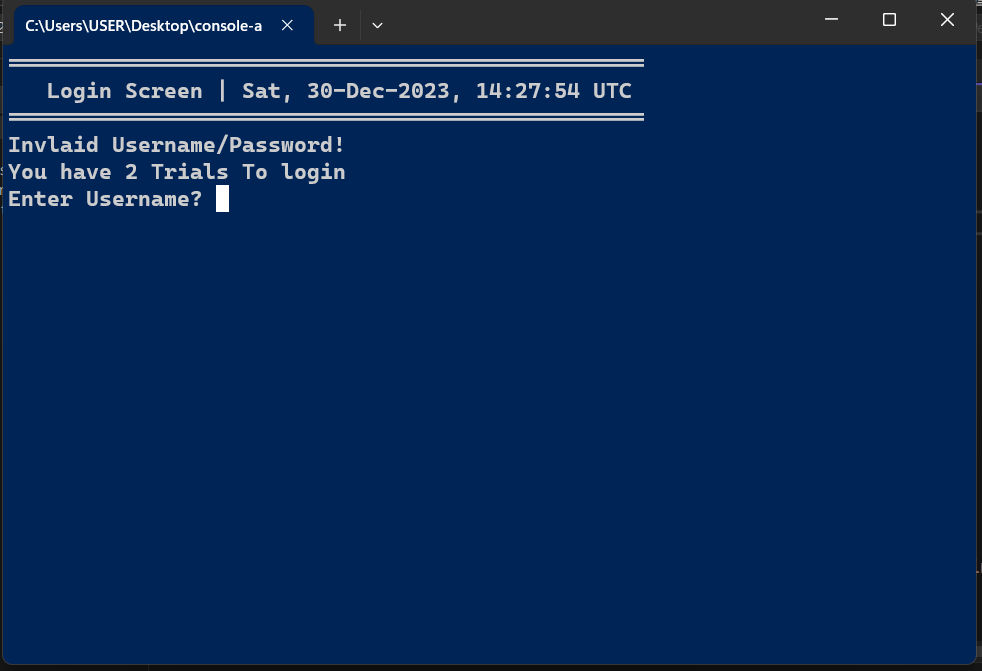 C:\Users\USER\Desktop\console-a
Login Screen | Sat, 30-Dec-2023, 14:27:54 UTC
Invlaid Username/Password!
You have 2 Trials To login
Enter Username?